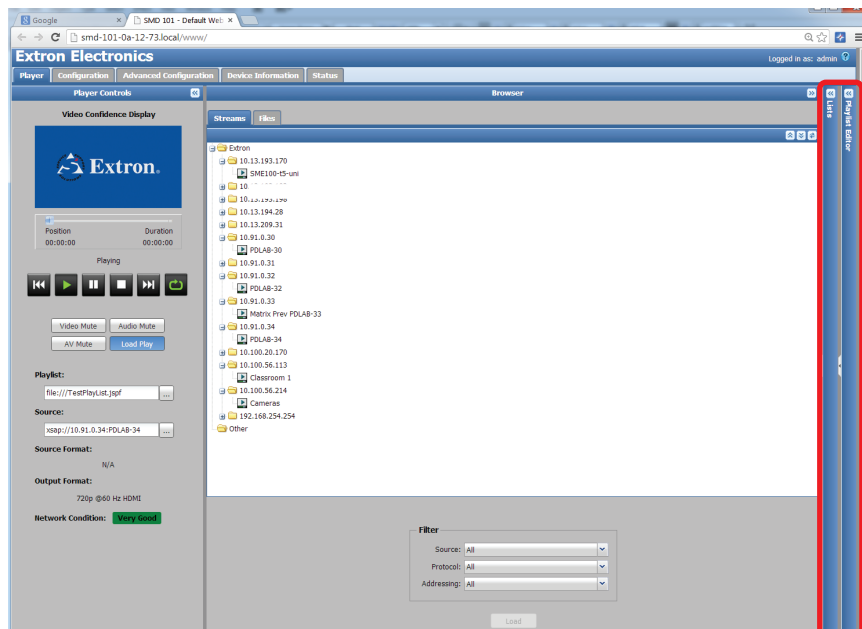 Google
SMD 101 - Default Web
smd-101-0a-12-73.local/www/
Extron Electronics
Logged in as: admin
Player
Configuration
Advanced Configuration
Device Information
Status
Player Controls
Browser
Lists
Playlist Editor
Video Confidence Display
Extron
Position
Duration
00:00:00
00:00:00
Playing
Video Mute
Audio Mute
AV Mute
Load Play
Playlist:
file:///TestPlayList.jspf
...
Source:
xsap://10.91.0.34:PDLAB-34
...
Source Format:
N/A
Output Format:
720p @60 Hz HDMI
Network Condition: Very Good
Streams
Files
Extron
10.13.193.170
SME100-t5-uni
10.13.193.198
10.13.194.28
10.13.209.31
10.91.0.30
PDLAB-30
10.91.0.31
10.91.0.32
PDLAB-32
10.91.0.33
Matrix Prev PDLAB-33
10.91.0.34
PDLAB-34
10.100.20.170
10.100.56.113
Classroom 1
10.100.56.214
Cameras
192.168.254.254
Other
Filter
Source: All
Protocol: All
Addressing: All
Load